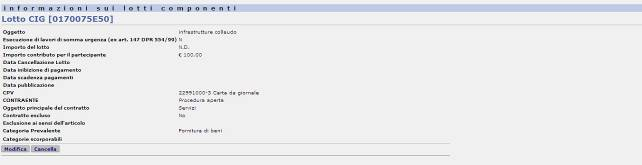 informazioni sui lotti componenti
Lotto CIG [0170075E50]
Oggetto Infrastrutture collaudo
Esecuzione di lavori di somma urgenza (ex art. 147 DPR 554/99) N
Importo del lotto N.D.
Importo contributo per il partecipante € 100,00
Data Cancellazione Lotto
Data inibizione di pagamento
Data scadenza pagamenti
Data pubblicazione
CPV 22991000-3 Carta da giornale
CONTRAENTE Procedura aperta
Oggetto principale del contratto Servizi
Contratto escluso No
Esclusione ai sensi dell'articolo
Categoria Prevalente Fornitura di beni
Categorie scorporabili
Modifica Cancella